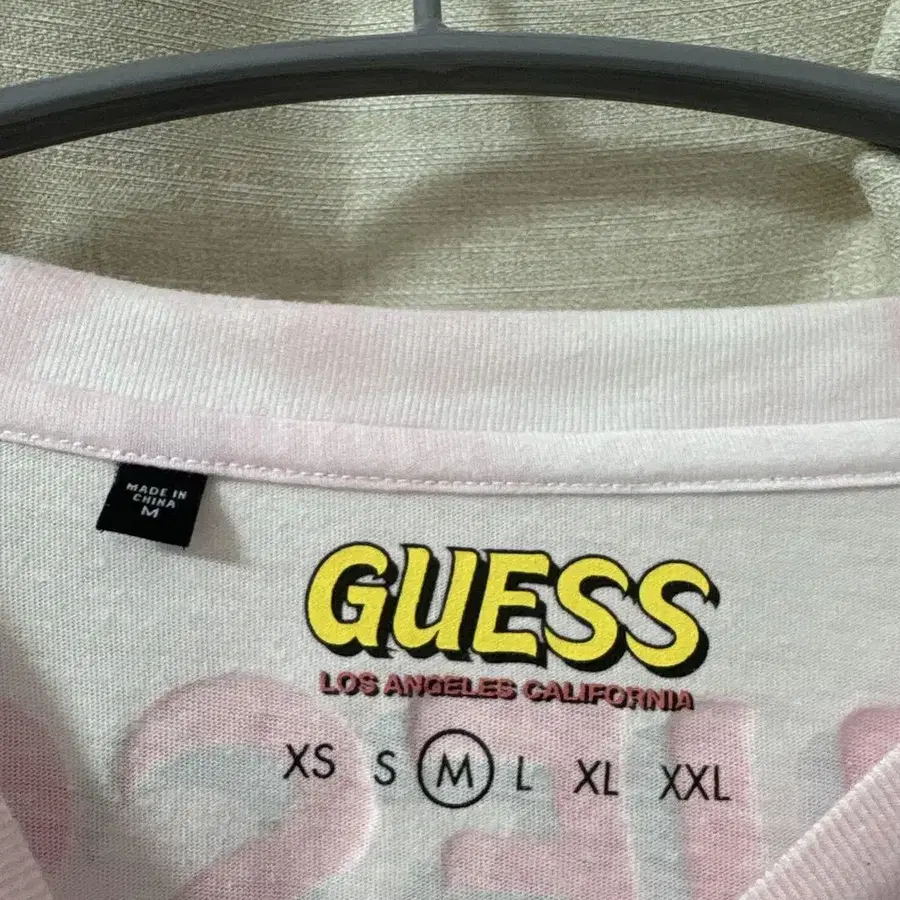 MADE IN
CHINA
M
GUESS
LOS ANGELES CALIFORNIA
XS S M L XL XXL